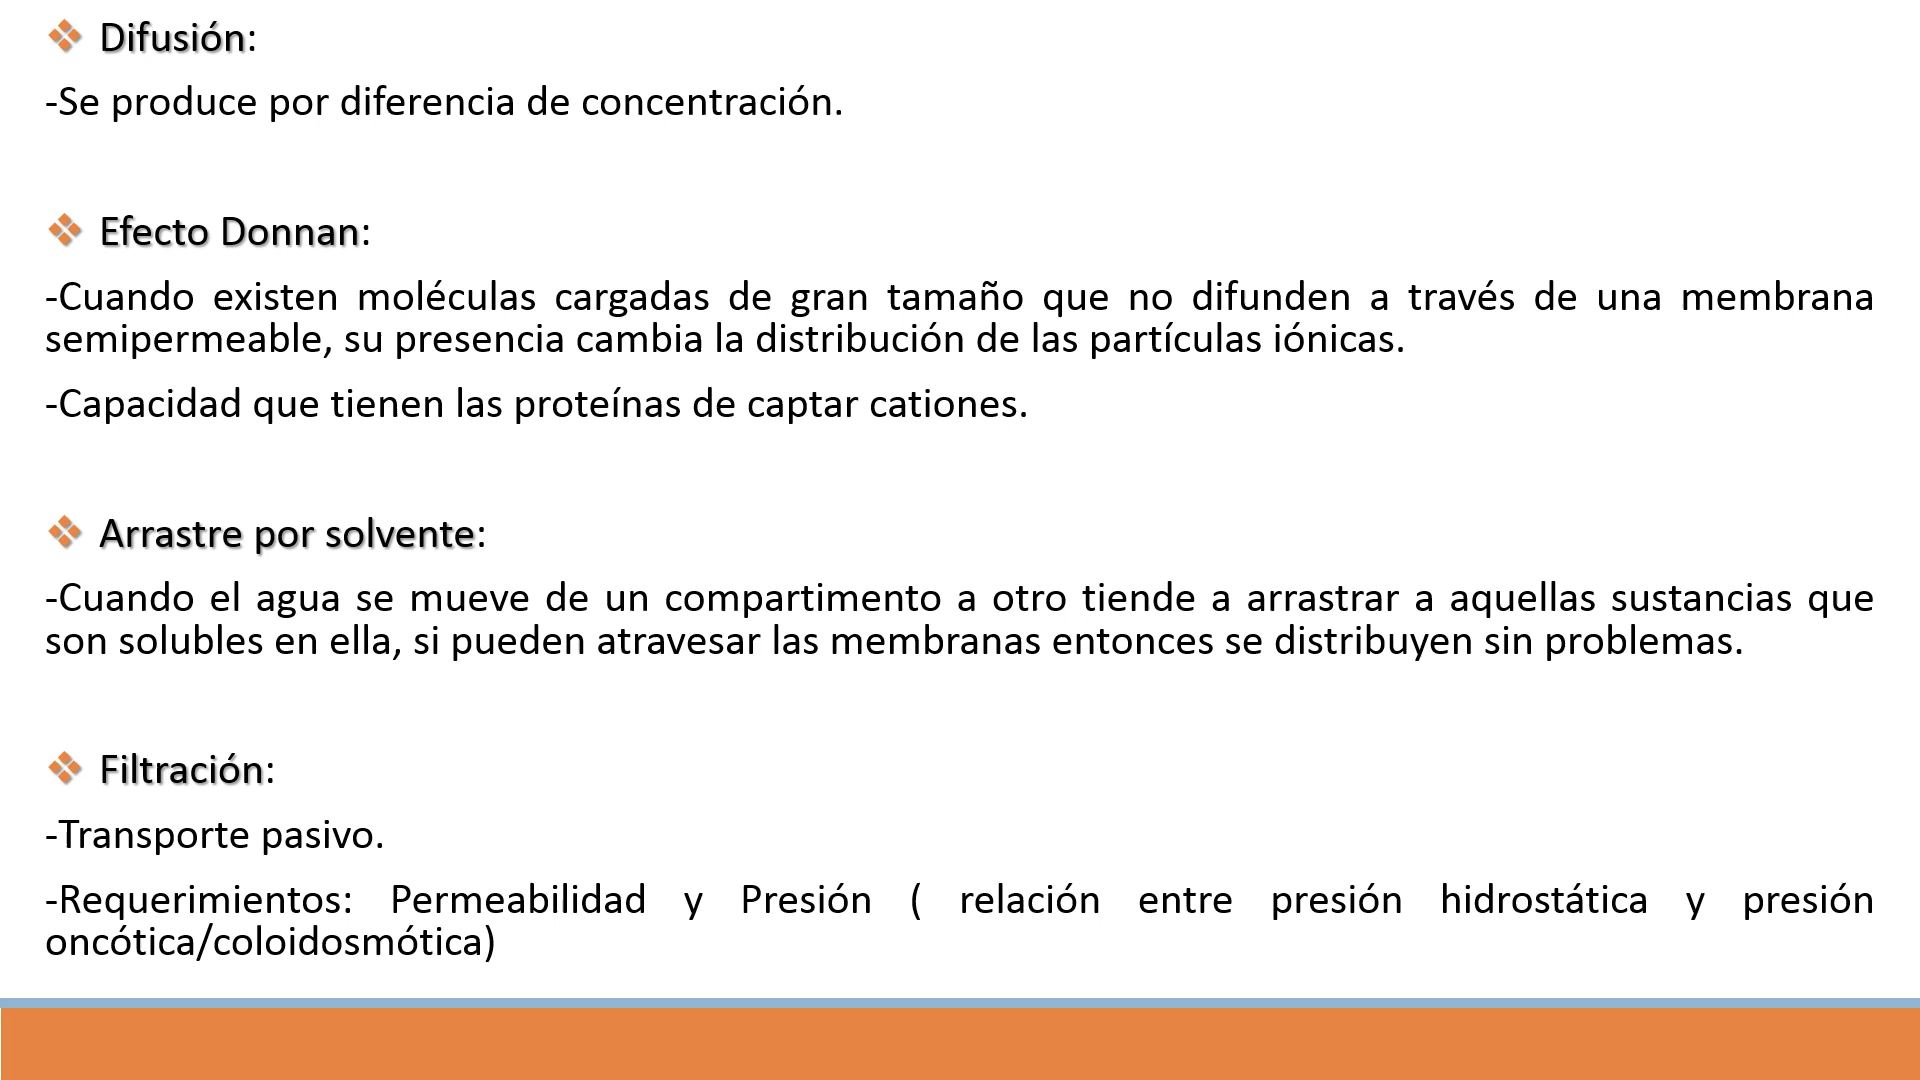 Difusión:
-Se produce por diferencia de concentración.
Efecto Donnan:
-Cuando existen moléculas cargadas de gran tamaño que no difunden a través de una membrana
semipermeable, su presencia cambia la distribución de las partículas iónicas.
-Capacidad que tienen las proteínas de captar cationes.
Arrastre por solvente:
-Cuando el agua se mueve de un compartimento a otro tiende a arrastrar a aquellas sustancias que
son solubles en ella, si pueden atravesar las membranas entonces se distribuyen sin problemas.
Filtración:
-Transporte pasivo.
-Requerimientos: Permeabilidad y Presión ( relación entre presión hidrostática y presión
oncótica/coloidosmótica)